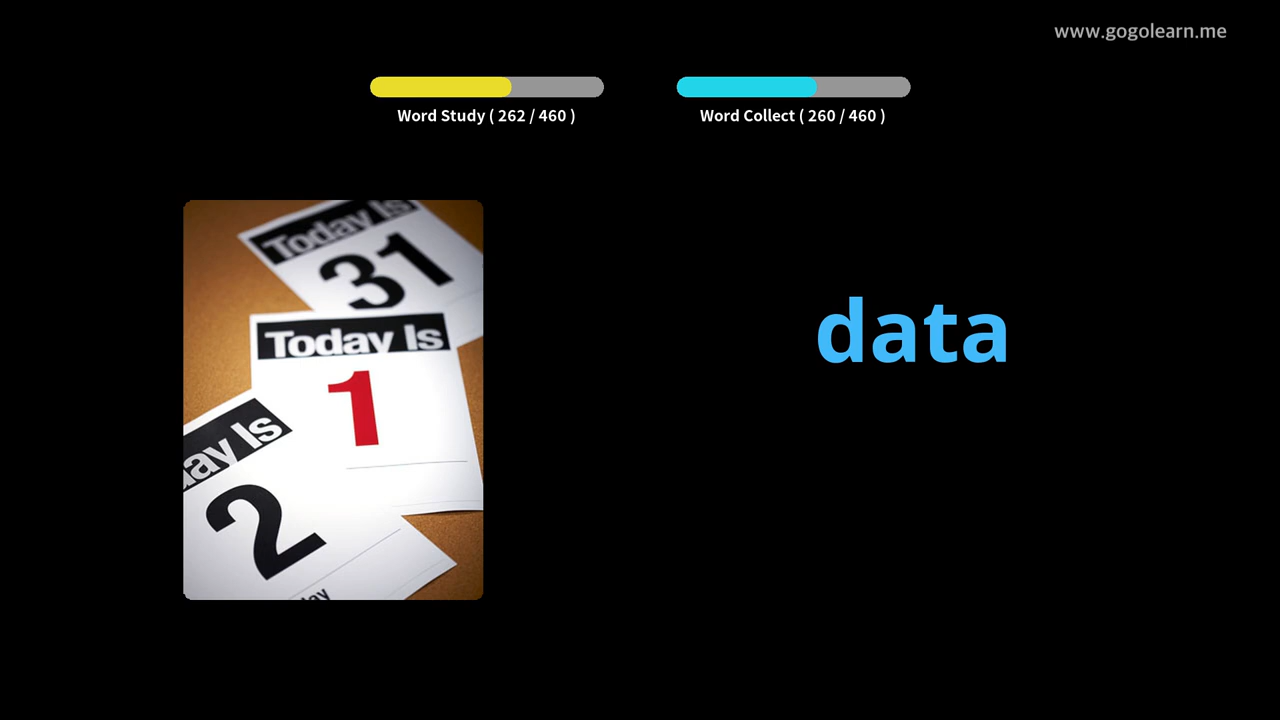 www.gogolearn.me
Word Study ( 262 / 460 )
Word Collect ( 260 / 460 )
Today Is
31
Today Is
1
data
ay Is
2
ay